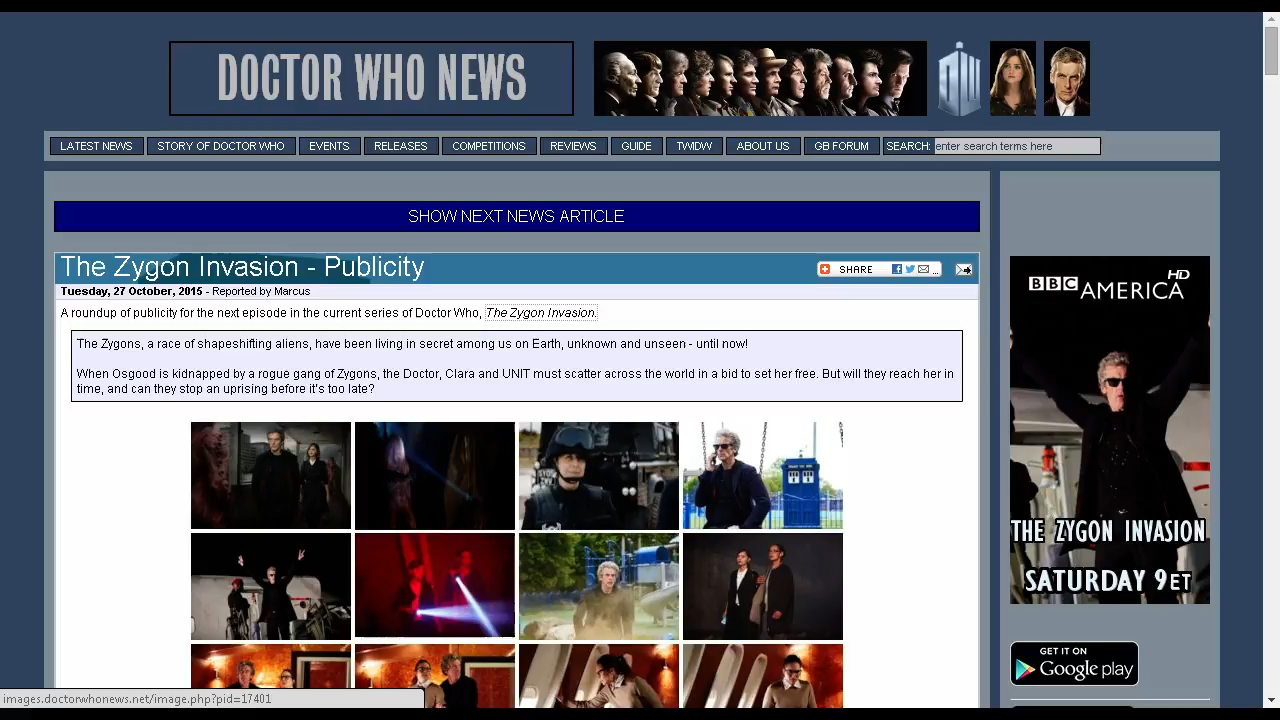 DOCTOR WHO NEWS
LATEST NEWS
STORY OF DOCTOR WHO
EVENTS
RELEASES
COMPETITIONS
REVIEWS
GUIDE
TWIDW
ABOUT US
GB FORUM
SEARCH: enter search terms here
SHOW NEXT NEWS ARTICLE
The Zygon Invasion - Publicity
SHARE
Tuesday, 27 October, 2015 - Reported by Marcus
A roundup of publicity for the next episode in the current series of Doctor Who, The Zygon Invasion.
The Zygons, a race of shapeshifting aliens, have been living in secret among us on Earth, unknown and unseen - until now!
When Osgood is kidnapped by a rogue gang of Zygons, the Doctor, Clara and UNIT must scatter across the world in a bid to set her free. But will they reach her in
time, and can they stop an uprising before it's too late?
BBC AMERICA HD
THE ZYGON INVASION
SATURDAY 9ET
GET IT ON
Google play
images.doctorwhonews.net/image.php?pid=17401